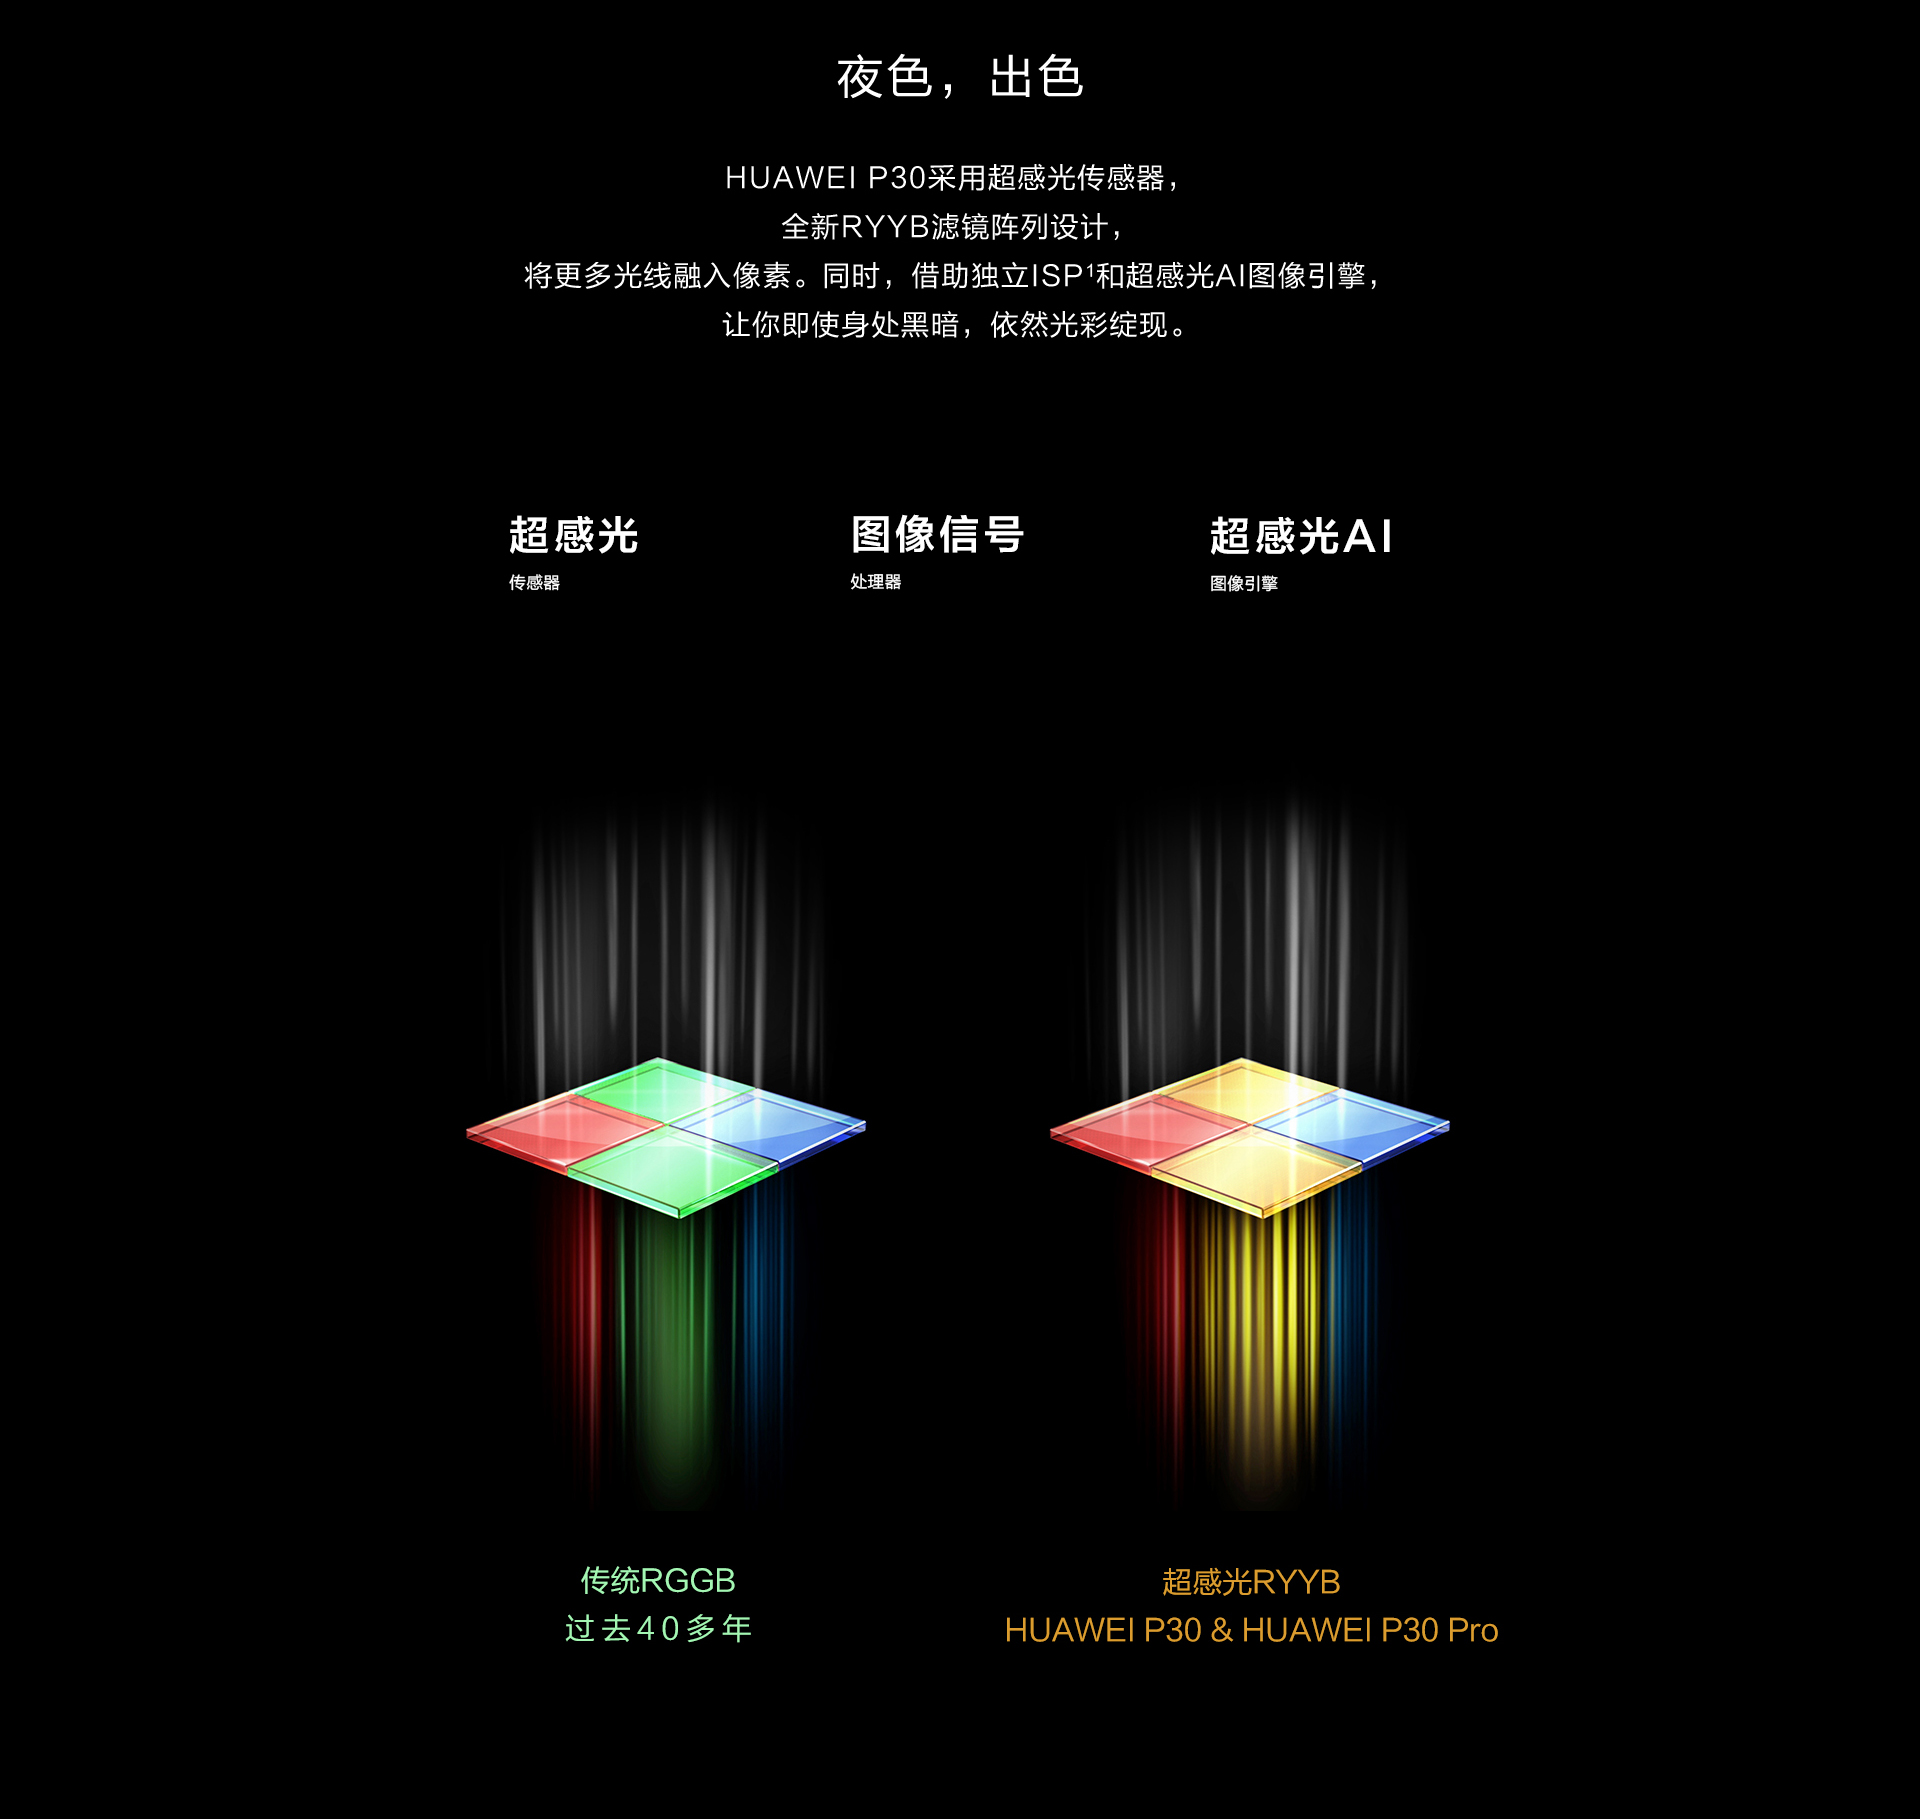 夜色，出色
HUAWEI P30采用超感光传感器，
全新RYYB滤镜阵列设计，
将更多光线融入像素。同时，借助独立ISP¹和超感光AI图像引擎，
让你即使身处黑暗，依然光彩绽现。
超感光
传感器
图像信号
处理器
超感光AI
图像引擎
传统RGGB
过去40多年
超感光RYYB
HUAWEI P30 & HUAWEI P30 Pro